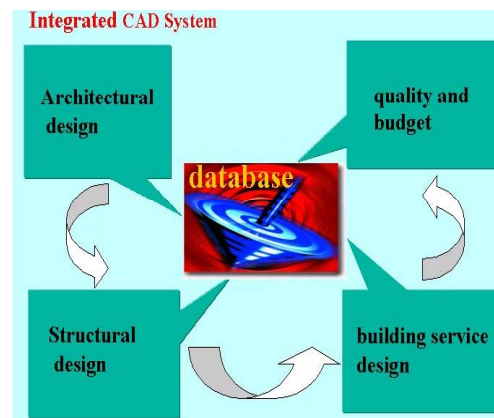 Integrated CAD System
Architectural
design
quality and
budget
database
Structural
design
building service
design